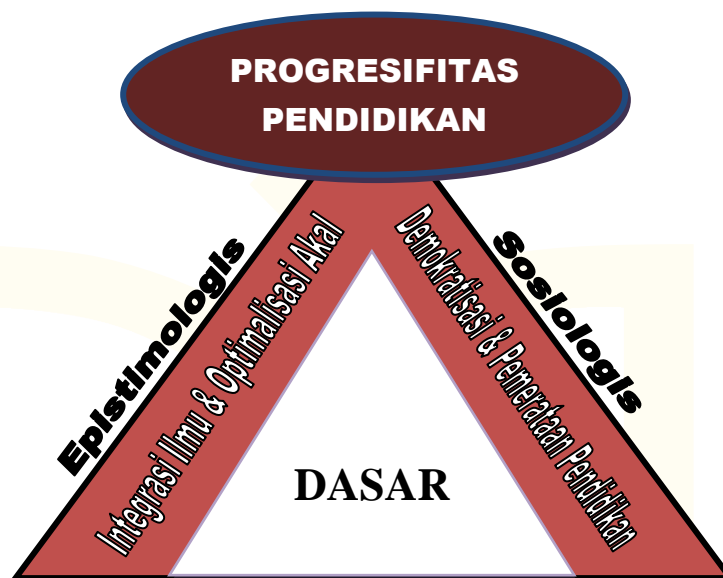 PROGRESIFITAS
PENDIDIKAN
Epistimologis
Integrasi Ilmu & Optimalisasi Akal
Demokratisasi & Pemerataan Pendidikan
Sosiologis
DASAR